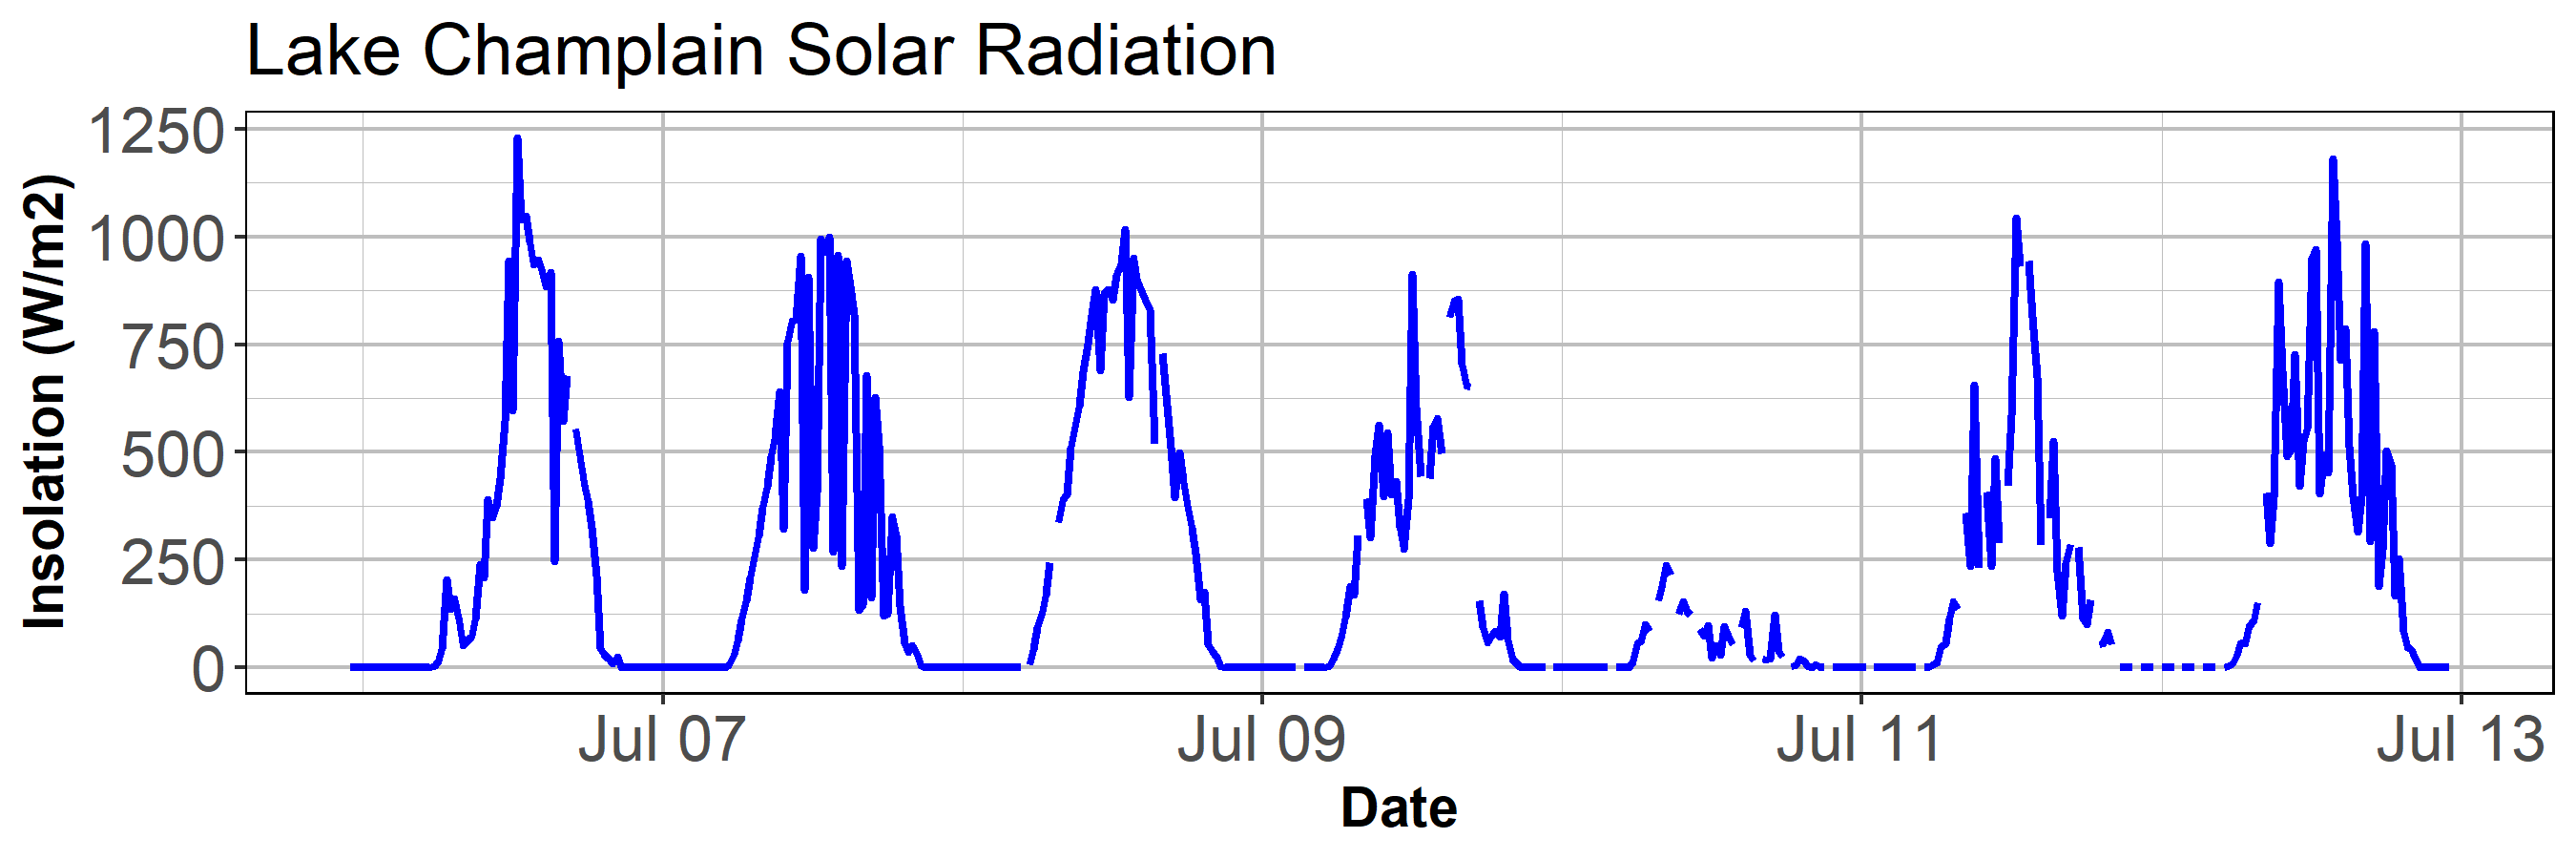 Lake Champlain Solar Radiation
Insolation (W/m2)
1250
1000
750
500
250
0
Jul 07
Jul 09
Jul 11
Jul 13
Date